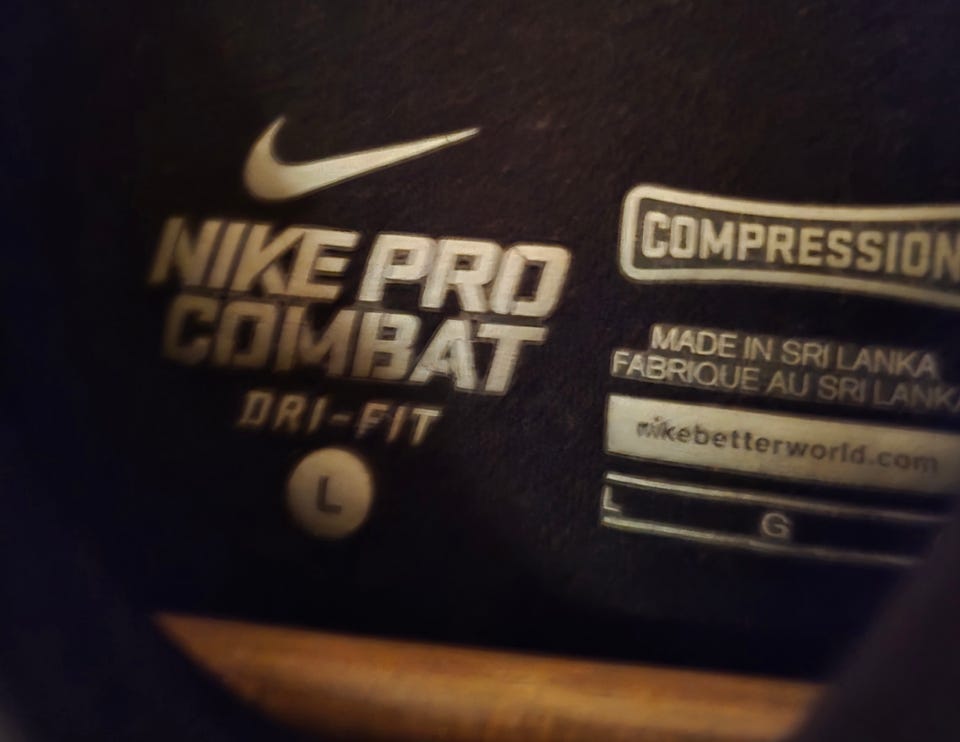 NIKE PRO
COMBAT
DRI-FIT
L
COMPRESSION
MADE IN SRI LANKA
FABRIQUE AU SRI LANKA
nikebetterworld.com
L G